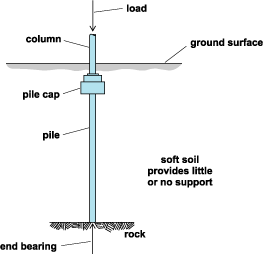 load
column
ground surface
pile cap
pile
soft soil
provides little
or no support
rock
end bearing